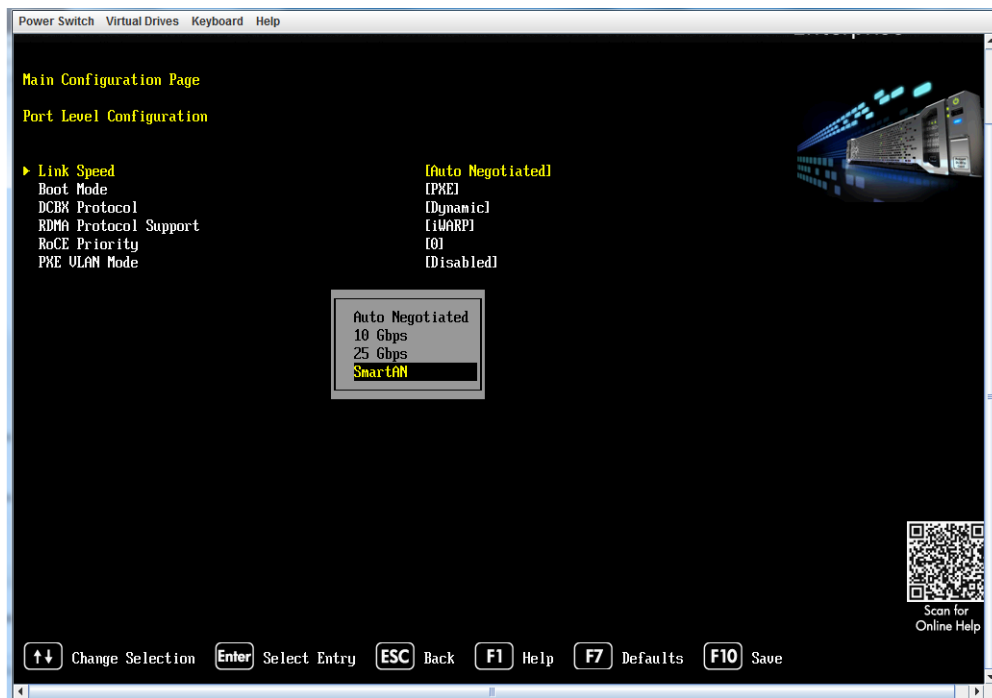 Power Switch Virtual Drives Keyboard Help
Main Configuration Page
Port Level Configuration
Link Speed [Auto Negotiated]
Boot Mode [PXE]
DCBX Protocol [Dynamic]
RDMA Protocol Support [iWARP]
RoCE Priority [0]
PXE VLAN Mode [Disabled]
Auto Negotiated
10 Gbps
25 Gbps
SmartAN
Scan for
Online Help
↑↓ Change Selection Enter Select Entry ESC Back F1 Help F7 Defaults F10 Save